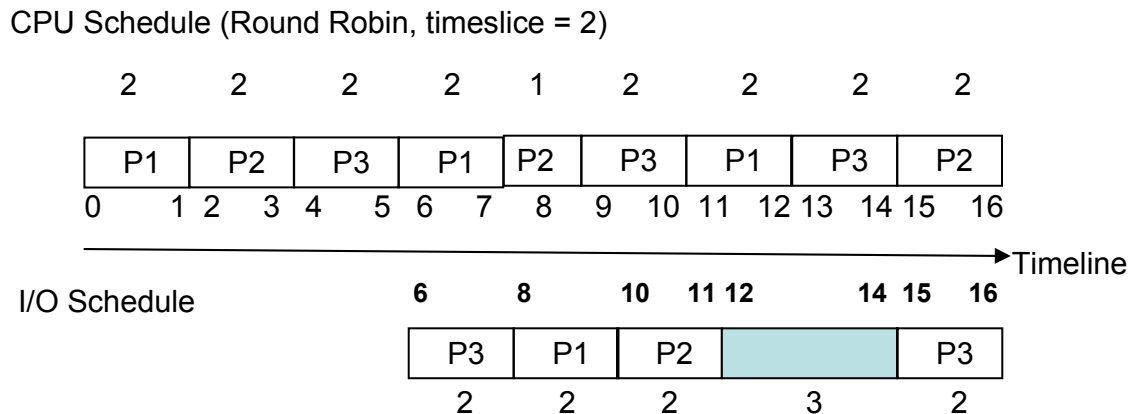 CPU Schedule (Round Robin, timeslice = 2)
2 2 2 2 1 2 2 2 2
P1 P2 P3 P1 P2 P3 P1 P3 P2
0 1 2 3 4 5 6 7 8 9 10 11 12 13 14 15 16
Timeline
I/O Schedule
6 8 10 11 12 14 15 16
P3 P1 P2 P3
2 2 2 3 2